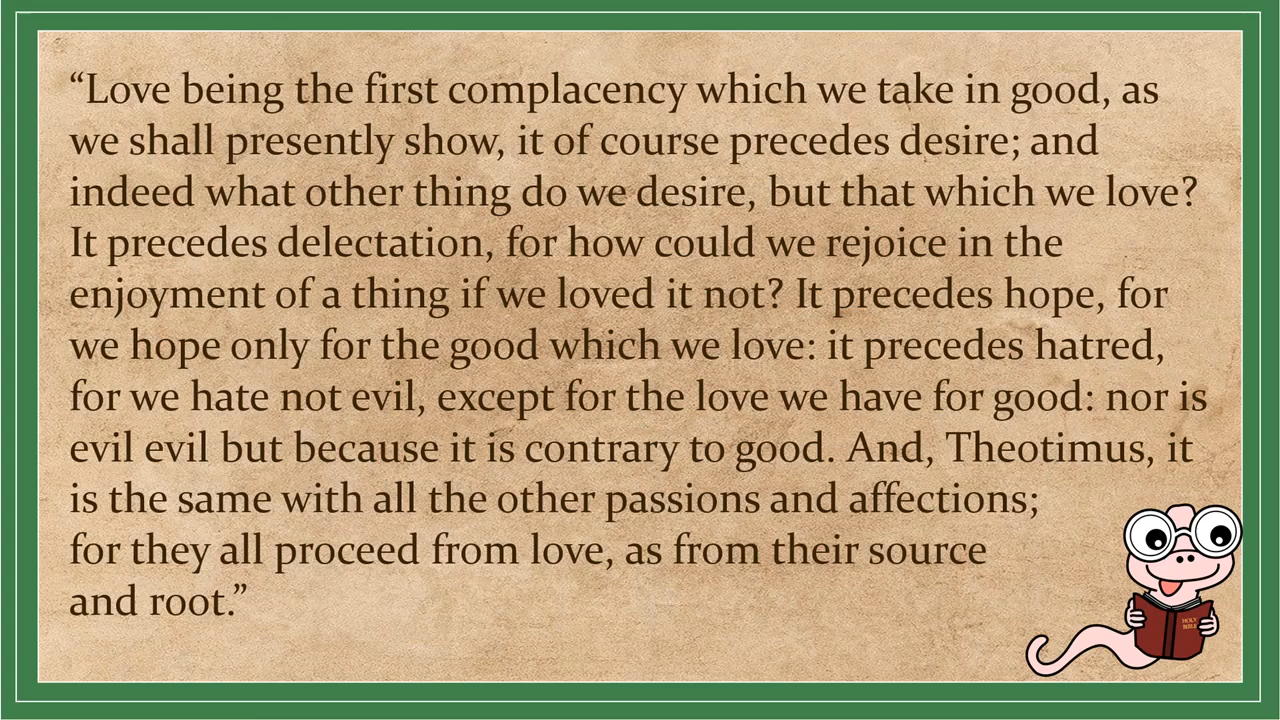 “Love being the first complacency which we take in good, as
we shall presently show, it of course precedes desire; and
indeed what other thing do we desire, but that which we love?
It precedes delectation, for how could we rejoice in the
enjoyment of a thing if we loved it not? It precedes hope, for
we hope only for the good which we love: it precedes hatred,
for we hate not evil, except for the love we have for good: nor is
evil evil but because it is contrary to good. And, Theotimus, it
is the same with all the other passions and affections;
for they all proceed from love, as from their source
and root.”
HOLY
BIBLE